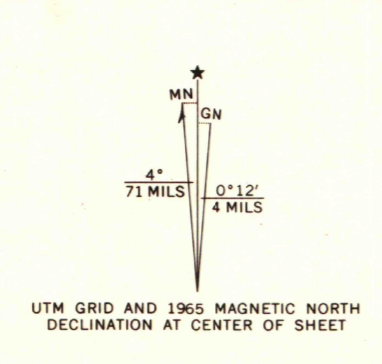 MN
GN
4°
71 MILS
0°12'
4 MILS
UTM GRID AND 1965 MAGNETIC NORTH
DECLINATION AT CENTER OF SHEET